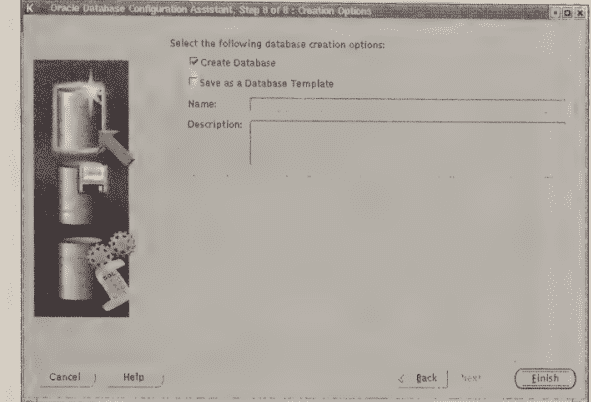 K Oracle Database Configuration Assistant, Step 8 of 8 : Creation Options
Select the following database creation options:
Create Database
Save as a Database Template
Name:
Description:
SQL
Cancel
Help
Back
Next
Finish